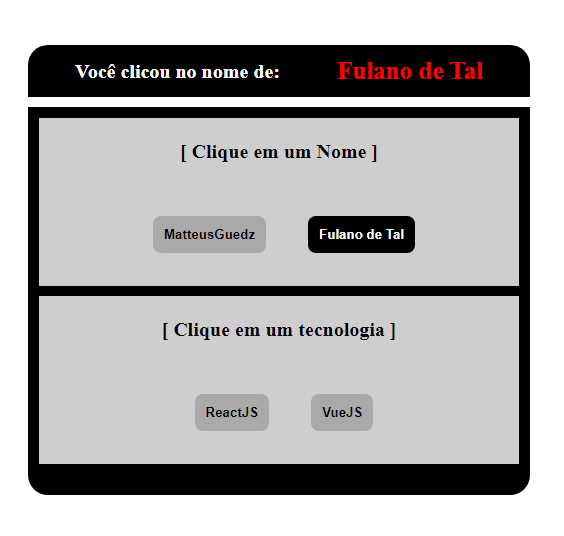 Você clicou no nome de: Fulano de Tal
[ Clique em um Nome ]
MatteusGuedz Fulano de Tal
[ Clique em um tecnologia ]
ReactJS VueJS